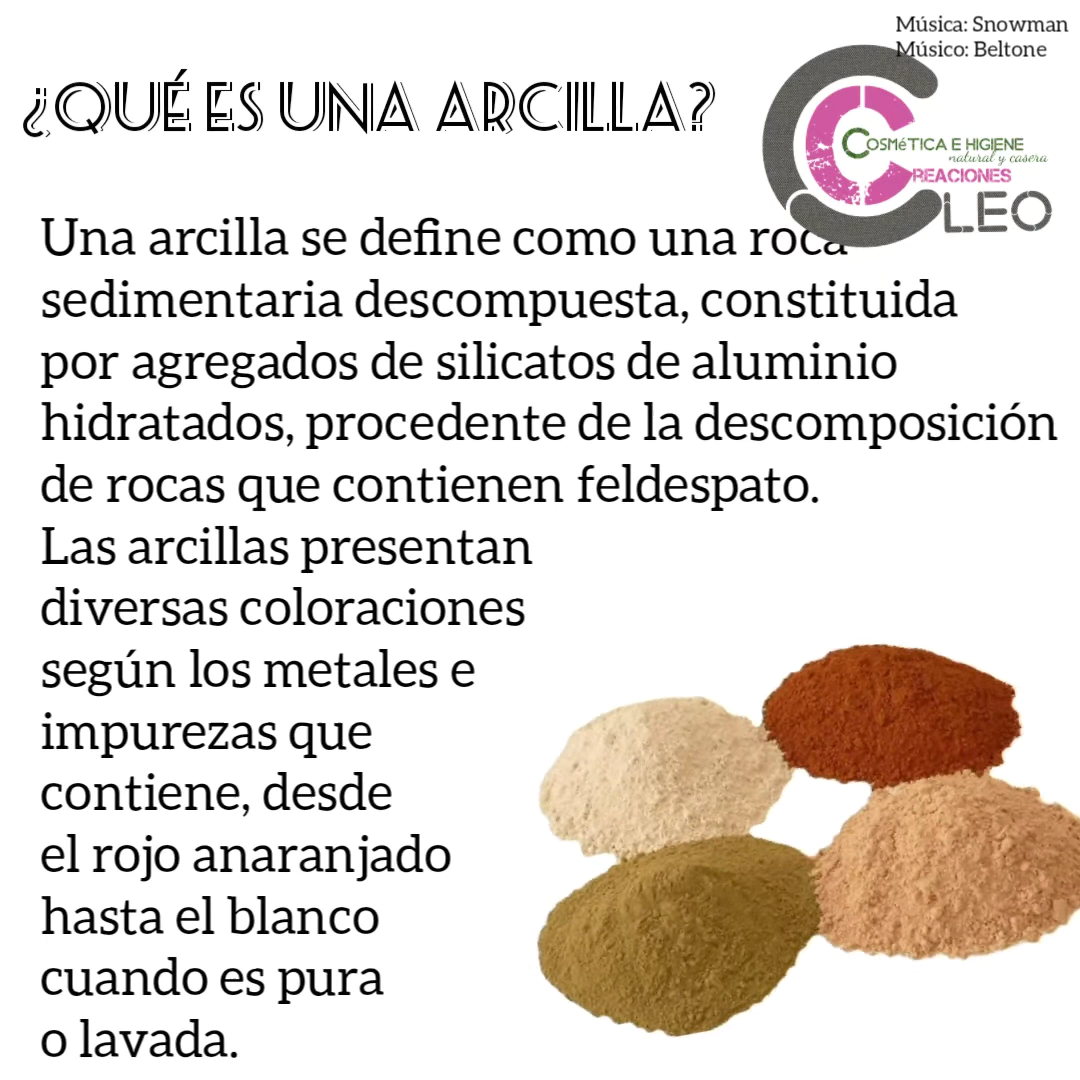 Música: Snowman
Músico: Beltone
¿QUÉ ES UNA ARCILLA?
COSMéTICA E HIGIENE
natural y casera
CREACIONES
CLEO
Una arcilla se define como una roca
sedimentaria descompuesta, constituida
por agregados de silicatos de aluminio
hidratados, procedente de la descomposición
de rocas que contienen feldespato.
Las arcillas presentan
diversas coloraciones
según los metales e
impurezas que
contiene, desde
el rojo anaranjado
hasta el blanco
cuando es pura
o lavada.